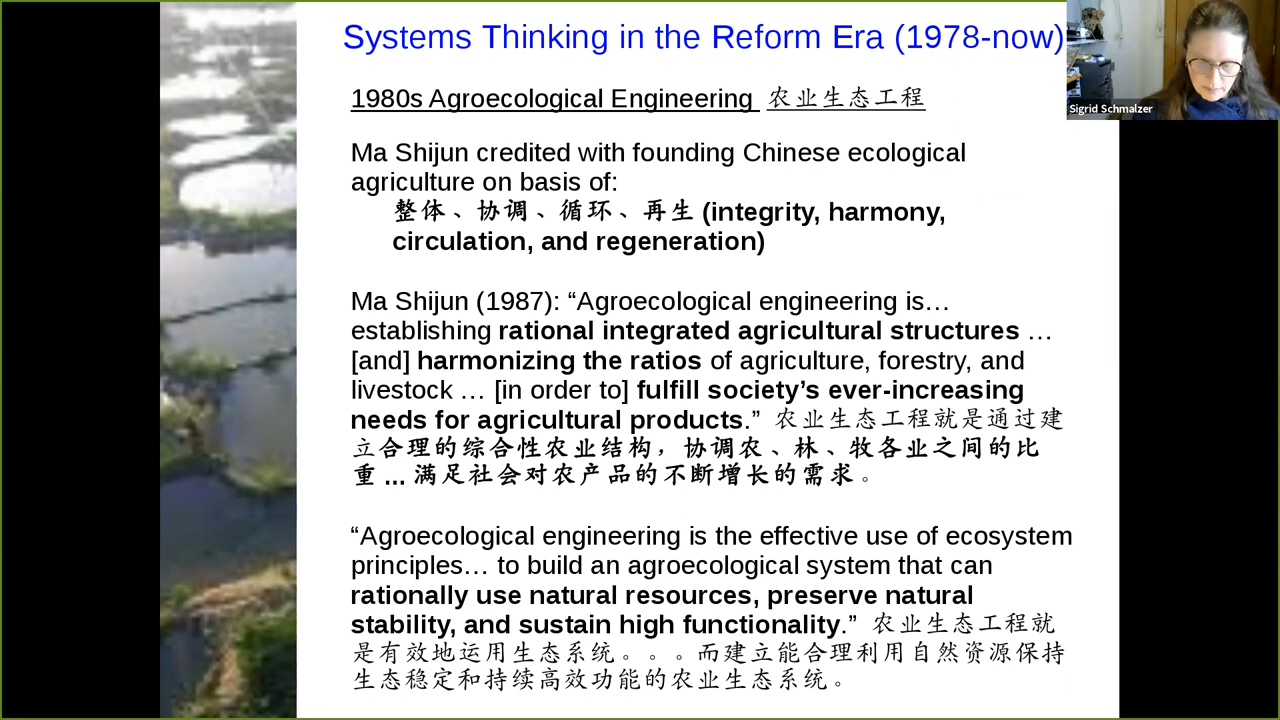 Systems Thinking in the Reform Era (1978-now)
Sigrid Schmalzer
1980s Agroecological Engineering 农业生态工程
Ma Shijun credited with founding Chinese ecological
agriculture on basis of:
整体、协调、循环、再生 (integrity, harmony,
circulation, and regeneration)
Ma Shijun (1987): “Agroecological engineering is…
establishing rational integrated agricultural structures …
[and] harmonizing the ratios of agriculture, forestry, and
livestock … [in order to] fulfill society’s ever-increasing
needs for agricultural products.” 农业生态工程就是通过建
立合理的综合性农业结构，协调农、林、牧各业之间的比
重 ... 满足社会对农产品的不断增长的需求。
“Agroecological engineering is the effective use of ecosystem
principles… to build an agroecological system that can
rationally use natural resources, preserve natural
stability, and sustain high functionality.” 农业生态工程就
是有效地运用生态系统。。。而建立能合理利用自然资源保持
生态稳定和持续高效功能的农业生态系统。